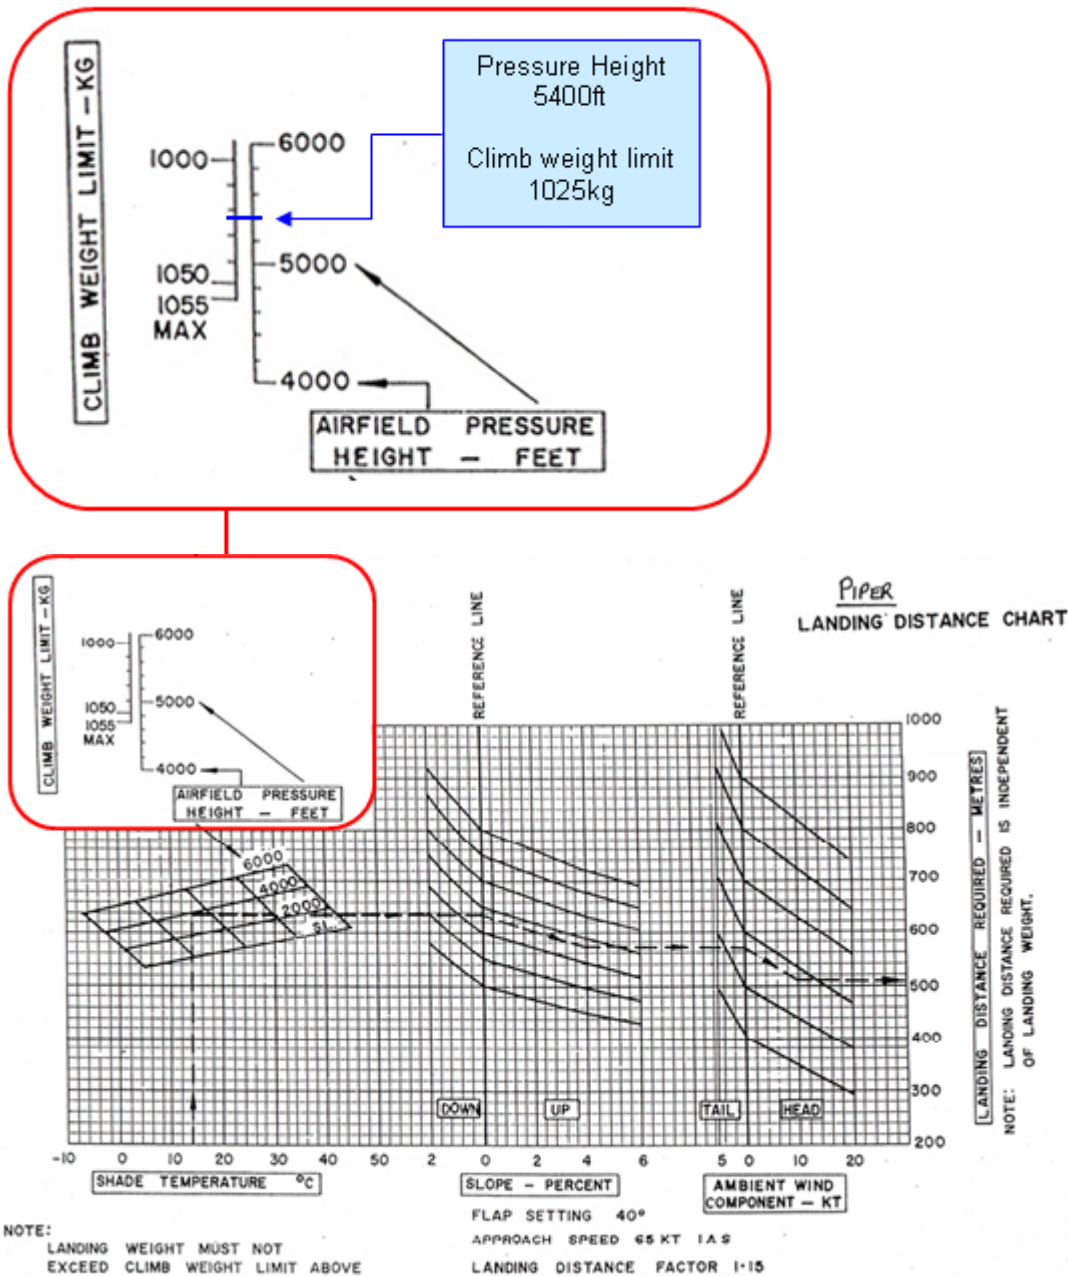 CLIMB WEIGHT LIMIT – KG
Pressure Height
5400ft
Climb weight limit
1025kg
1000
1050
1055
MAX
6000
5000
4000
AIRFIELD PRESSURE
HEIGHT – FEET
PIPER
LANDING DISTANCE CHART
CLIMB WEIGHT LIMIT – KG
1000
1050
1055
MAX
6000
5000
4000
AIRFIELD PRESSURE
HEIGHT – FEET
REFERENCE LINE
REFERENCE LINE
6000
4000
2000
S.L.
DOWN
UP
TAIL
HEAD
1000
900
800
700
600
500
400
300
200
LANDING DISTANCE REQUIRED – METRES
NOTE: LANDING DISTANCE REQUIRED IS INDEPENDENT
OF LANDING WEIGHT.
-10 0 10 20 30 40 50 2 0 2 4 6 5 0 10 20
SHADE TEMPERATURE °C
SLOPE – PERCENT
AMBIENT WIND
COMPONENT – KT
FLAP SETTING 40°
APPROACH SPEED 65 KT IAS
LANDING DISTANCE FACTOR 1·15
NOTE:
LANDING WEIGHT MUST NOT
EXCEED CLIMB WEIGHT LIMIT ABOVE